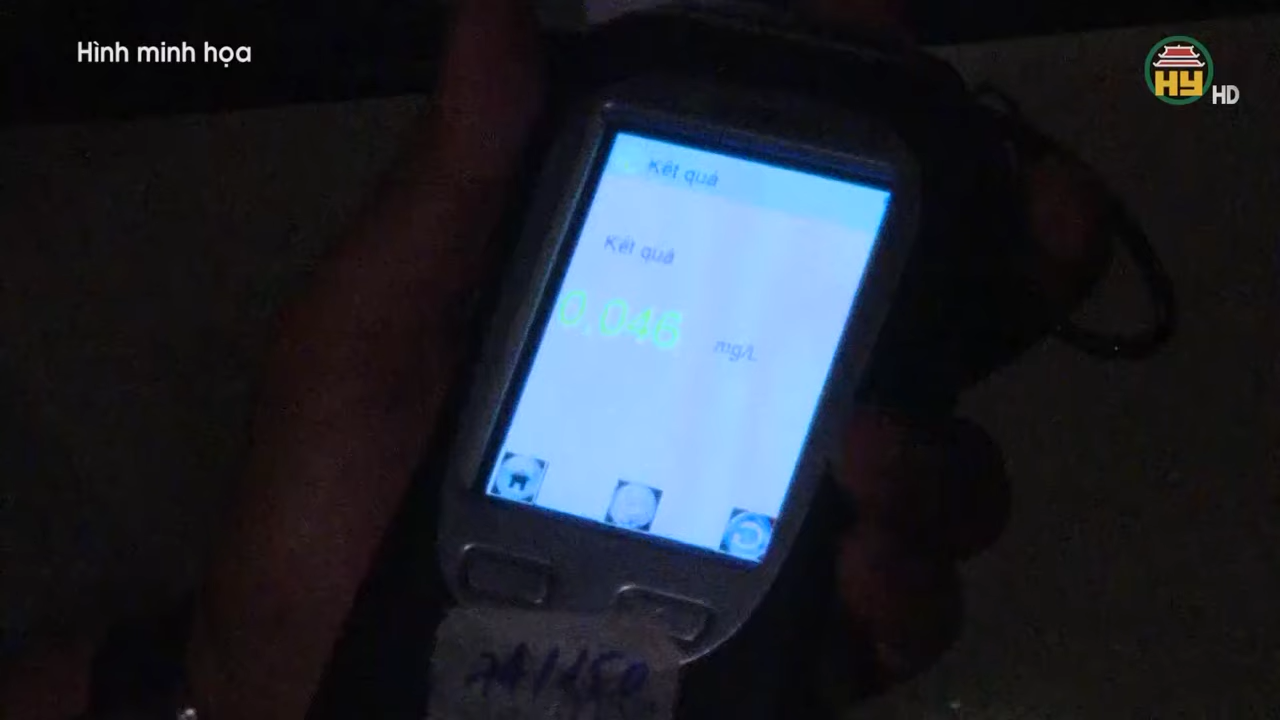 Hình minh họa
HY HD
Kết quả
Kết quả
0.046 mg/L